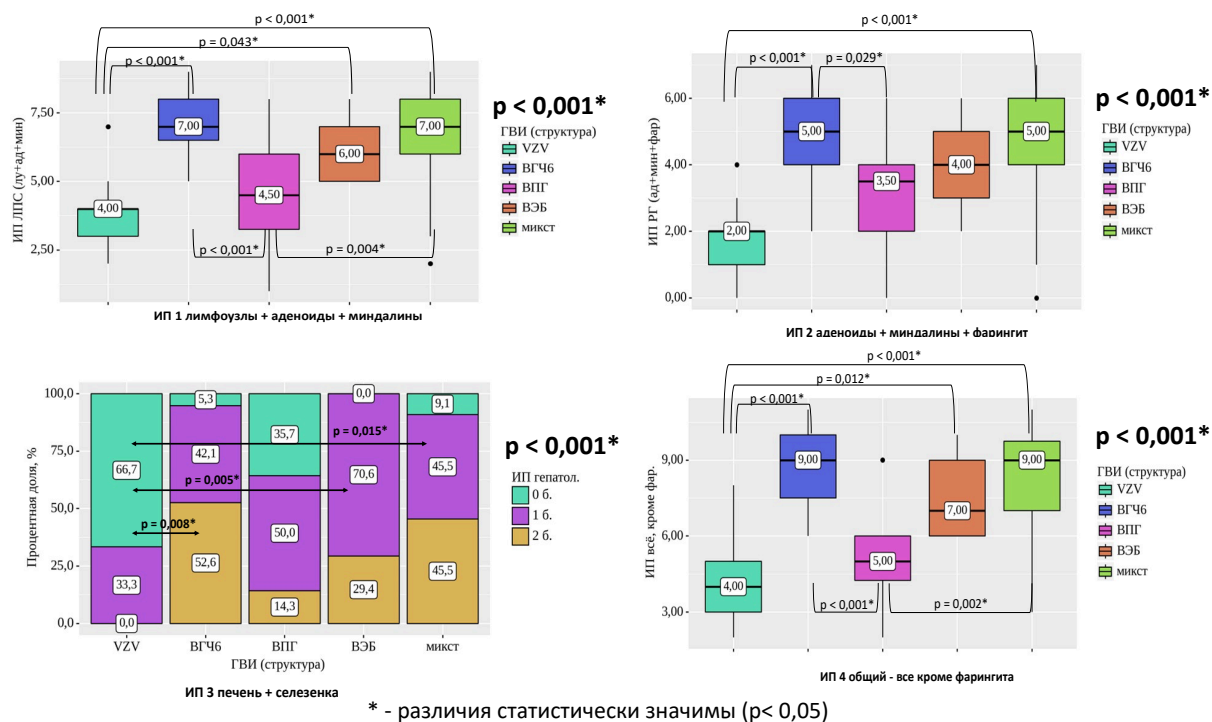 p < 0,001*
p = 0,043*
p < 0,001*
7,50
5,00
2,50
ИП ЛПС (лу+ад+мин)
4,00
7,00
4,50
6,00
7,00
p < 0,001*
p = 0,004*
p < 0,001*
ГВИ (структура)
VZV
ВГЧ6
ВПГ
ВЭБ
микст
ИП 1 лимфоузлы + аденоиды + миндалины
p < 0,001*
p < 0,001*
p = 0,029*
6,00
4,00
2,00
0,00
ИП РГ (ад+мин+фар)
2,00
5,00
3,50
4,00
5,00
p < 0,001*
ГВИ (структура)
VZV
ВГЧ6
ВПГ
ВЭБ
микст
ИП 2 аденоиды + миндалины + фарингит
100,0
75,0
50,0
25,0
0,0
Процентная доля, %
66,7
33,3
0,0
5,3
42,1
52,6
35,7
50,0
14,3
0,0
70,6
29,4
9,1
45,5
45,5
p = 0,015*
p = 0,005*
p = 0,008*
VZV
ВГЧ6
ВПГ
ВЭБ
микст
ГВИ (структура)
p < 0,001*
ИП гепатол.
0 б.
1 б.
2 б.
ИП 3 печень + селезенка
p < 0,001*
p = 0,012*
p < 0,001*
9,00
6,00
3,00
ИП всё, кроме фар.
4,00
9,00
5,00
7,00
9,00
p < 0,001*
p = 0,002*
p < 0,001*
ГВИ (структура)
VZV
ВГЧ6
ВПГ
ВЭБ
микст
ИП 4 общий - все кроме фарингита
* - различия статистически значимы (p< 0,05)